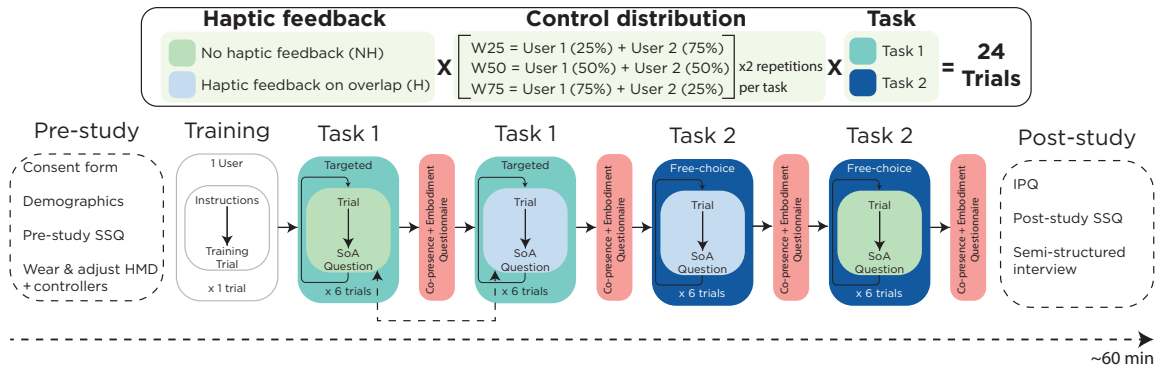 Haptic feedback
Control distribution
Task
No haptic feedback (NH)
Haptic feedback on overlap (H)
X
W25 = User 1 (25%) + User 2 (75%)
W50 = User 1 (50%) + User 2 (50%)
W75 = User 1 (75%) + User 2 (25%)
x2 repetitions
per task
X
Task 1
Task 2
= 24
Trials
Pre-study
Consent form
Demographics
Pre-study SSQ
Wear & adjust HMD
+ controllers
Training
1 User
Instructions
Training
Trial
x 1 trial
Task 1
Targeted
Trial
SoA
Question
x 6 trials
Co-presence + Embodiment
Questionnaire
Task 1
Targeted
Trial
SoA
Question
x 6 trials
Co-presence + Embodiment
Questionnaire
Task 2
Free-choice
Trial
SoA
Question
x 6 trials
Co-presence + Embodiment
Questionnaire
Task 2
Free-choice
Trial
SoA
Question
x 6 trials
Co-presence + Embodiment
Questionnaire
Post-study
IPQ
Post-study SSQ
Semi-structured
interview
~60 min